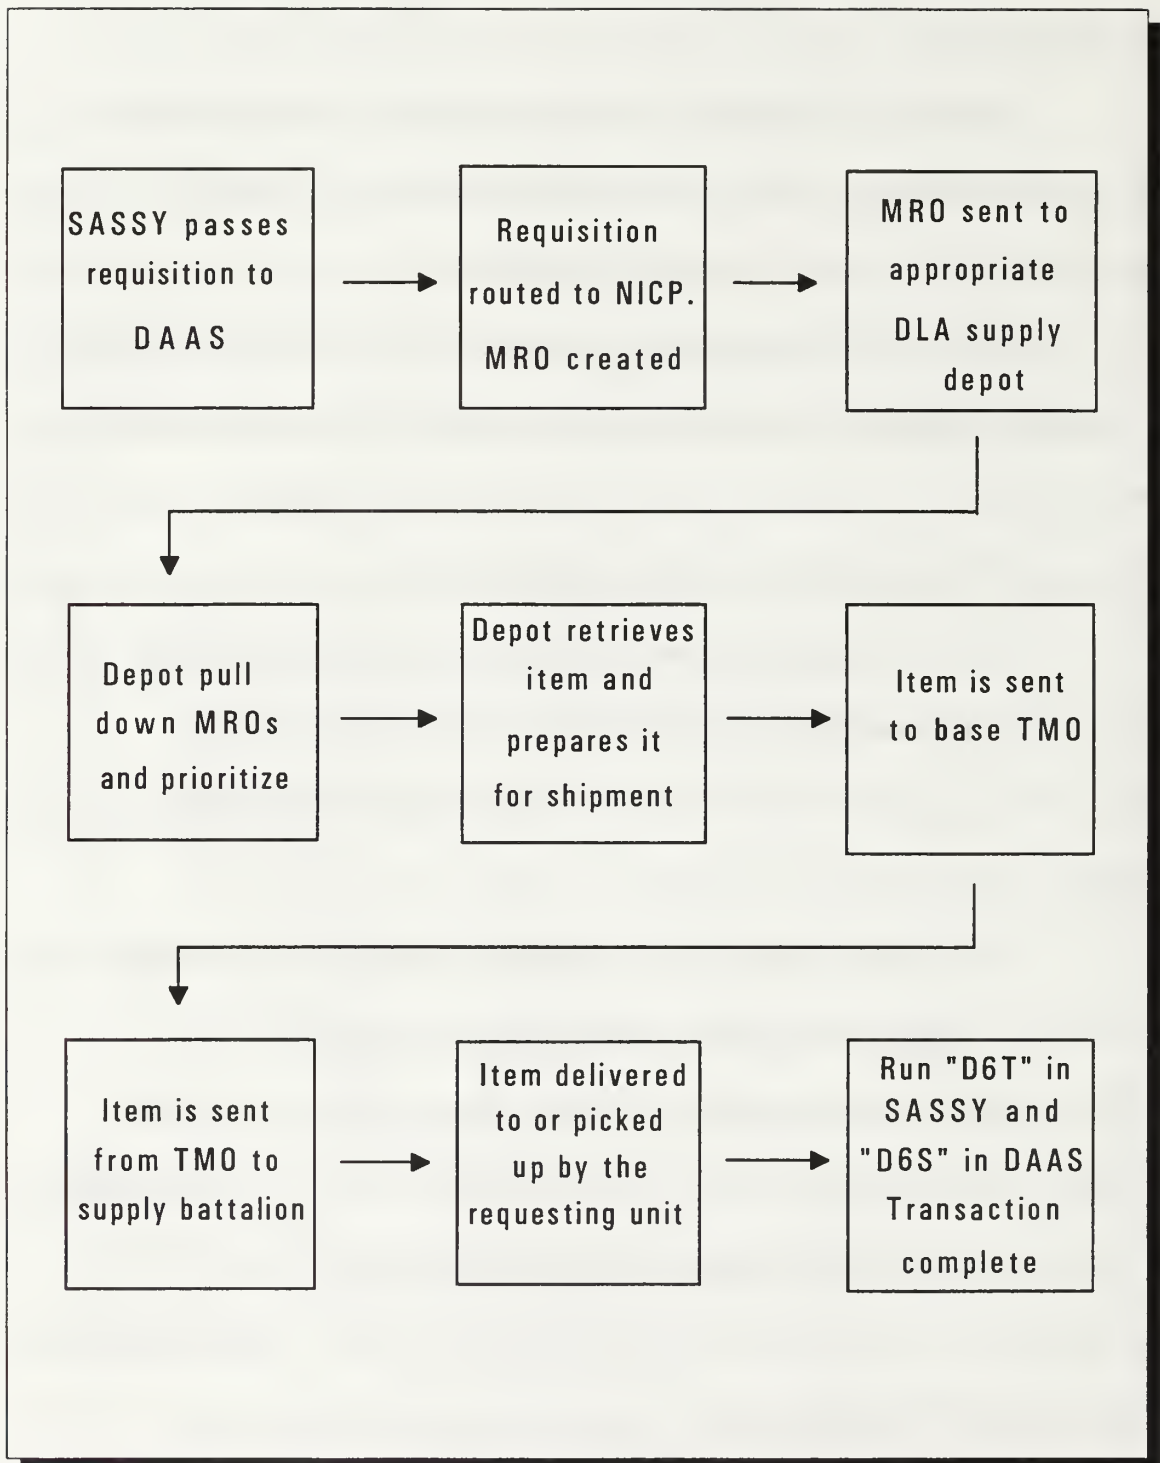 SASSY passes
requisition to
DAAS
Requisition
routed to NICP.
MRO created
MRO sent to
appropriate
DLA supply
depot
Depot pull
down MROs
and prioritize
Depot retrieves
item and
prepares it
for shipment
Item is sent
to base TMO
Item is sent
from TMO to
supply battalion
Item delivered
to or picked
up by the
requesting unit
Run "D6T" in
SASSY and
"D6S" in DAAS
Transaction
complete